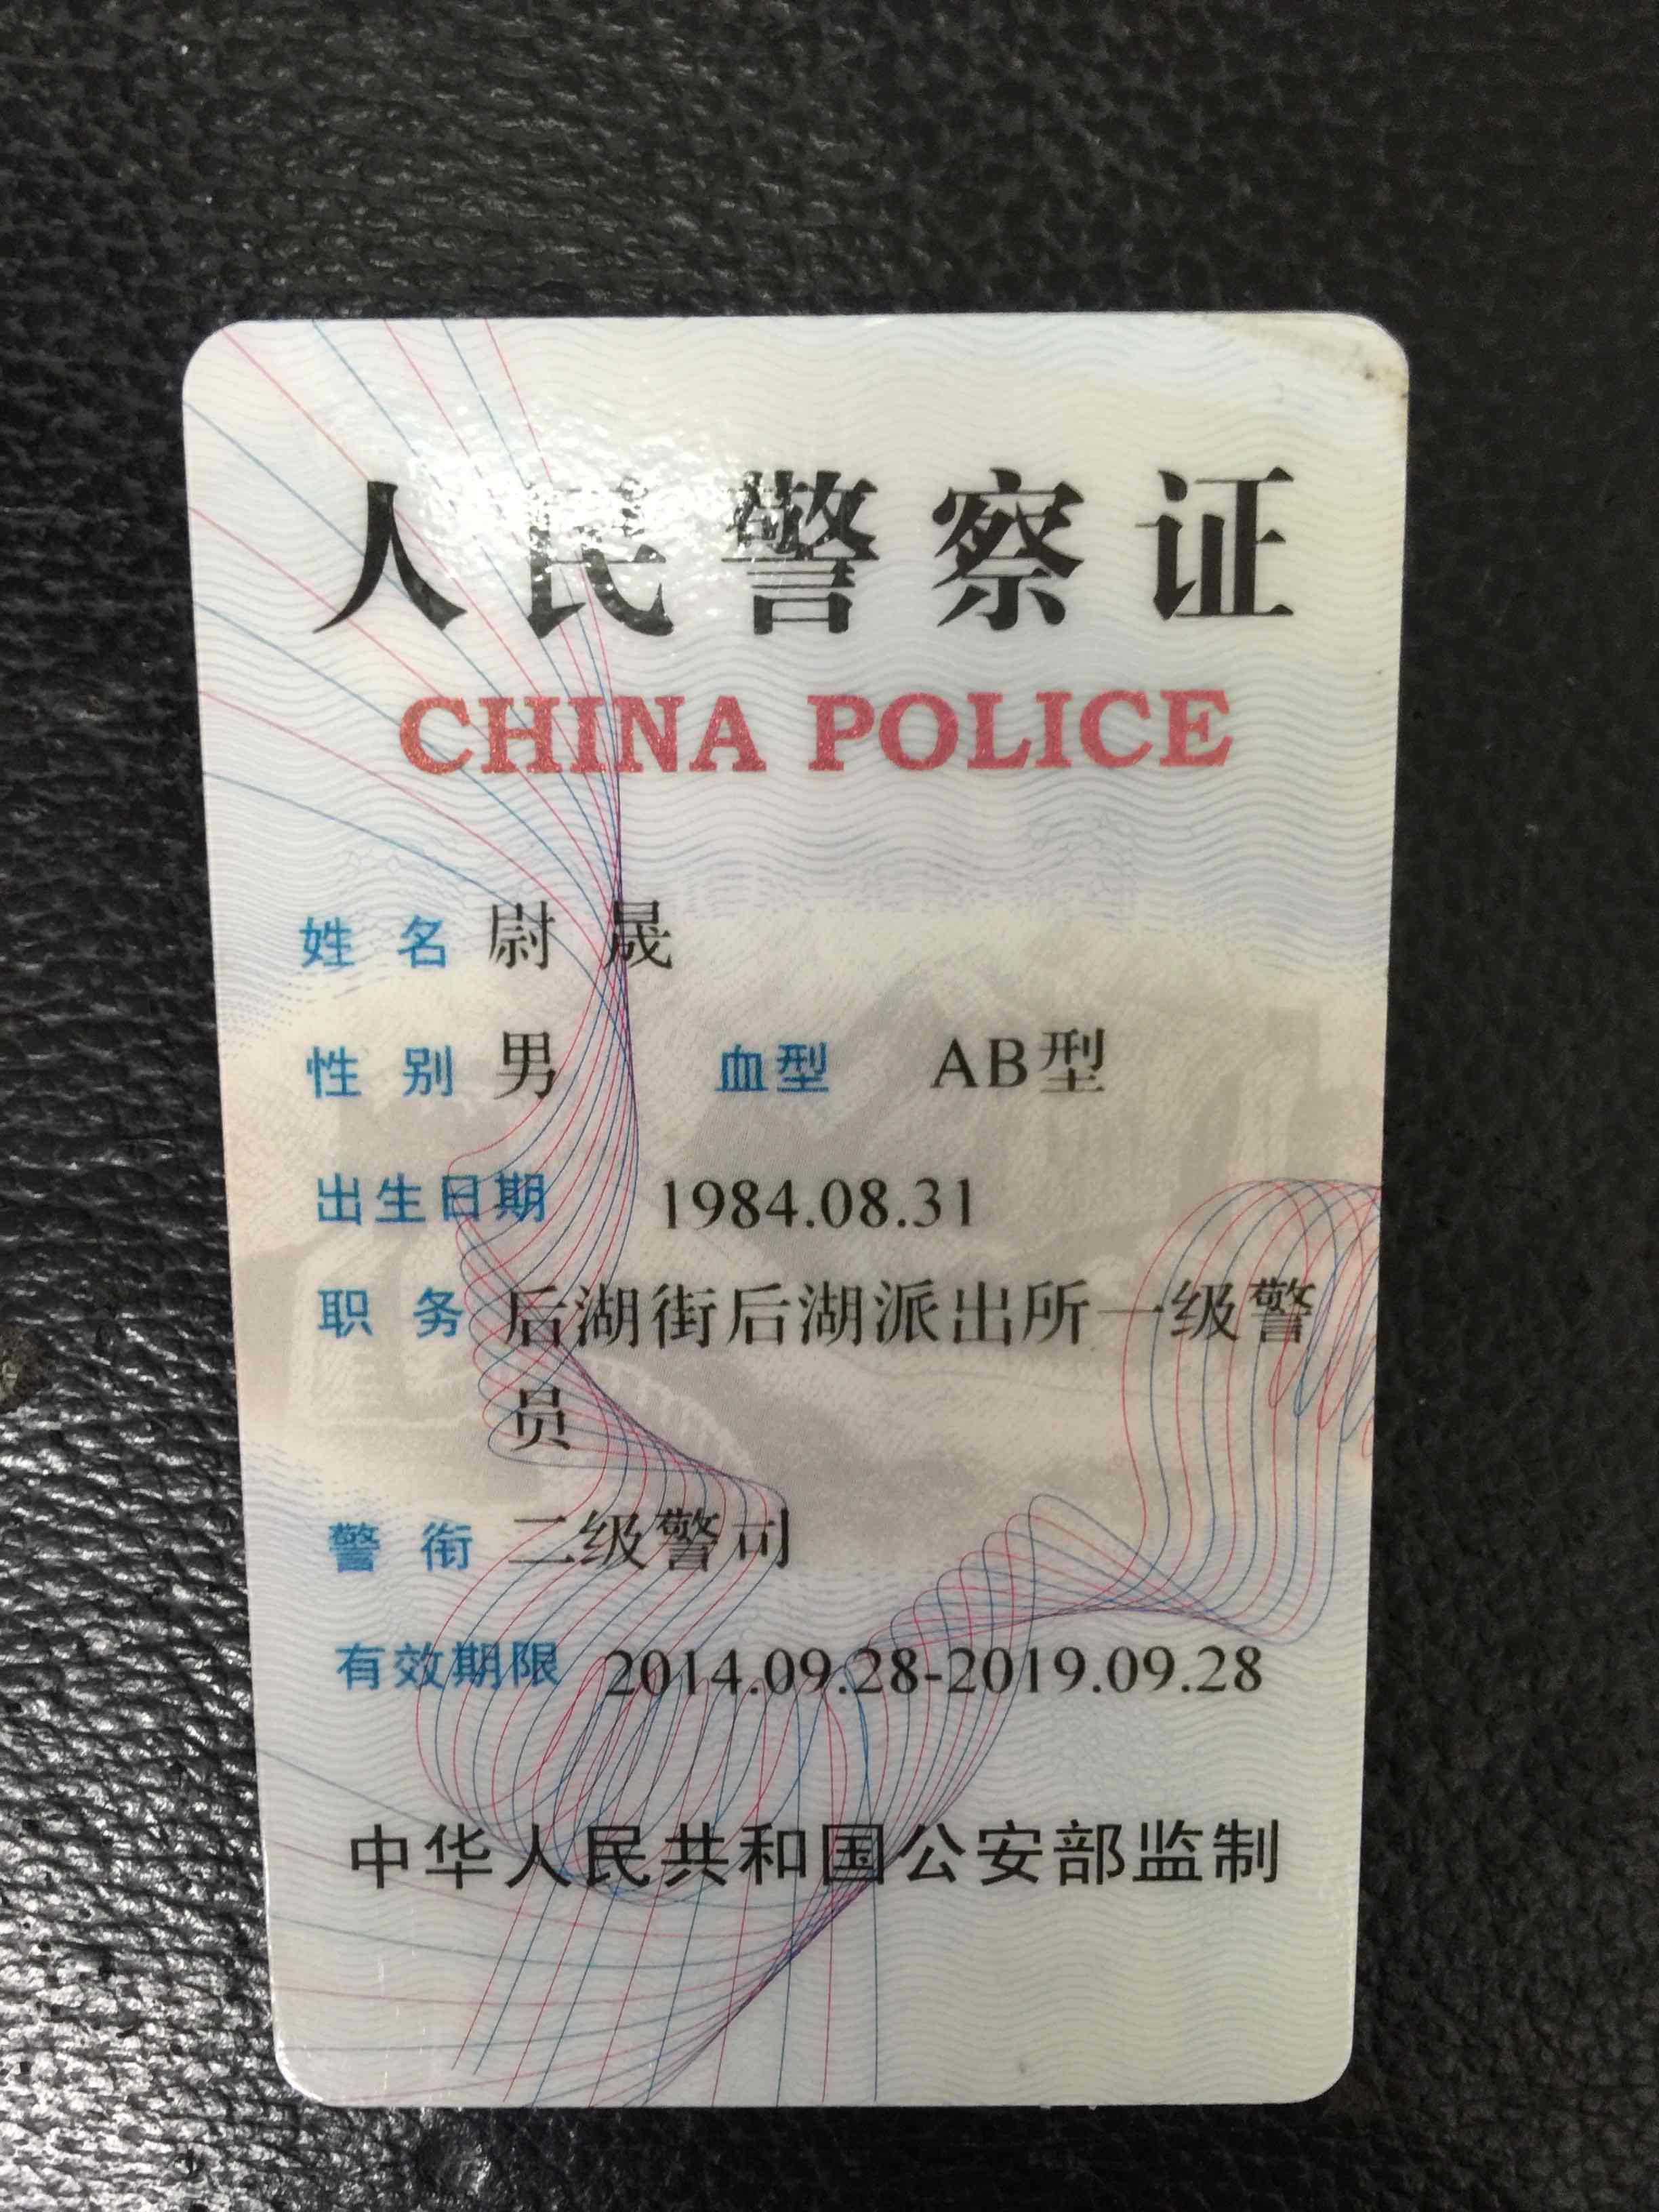 人民警察证
CHINA POLICE
姓 名 尉 晟
性 别 男 血型 AB型
出生日期 1984.08.31
职 务 后湖街后湖派出所一级警
员
警 衔 二级警司
有效期限 2014.09.28-2019.09.28
中华人民共和国公安部监制